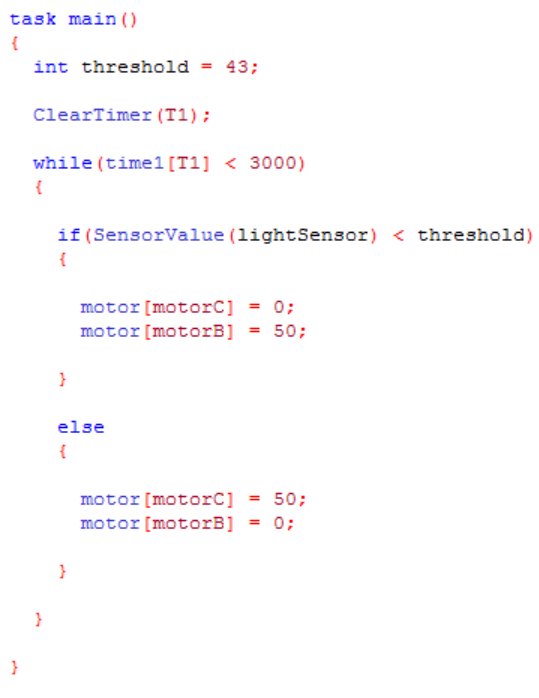 task main()
{
int threshold = 43;
ClearTimer(T1);
while(time1[T1] < 3000)
{
if(SensorValue(lightSensor) < threshold)
{
motor[motorC] = 0;
motor[motorB] = 50;
}
else
{
motor[motorC] = 50;
motor[motorB] = 0;
}
}
}